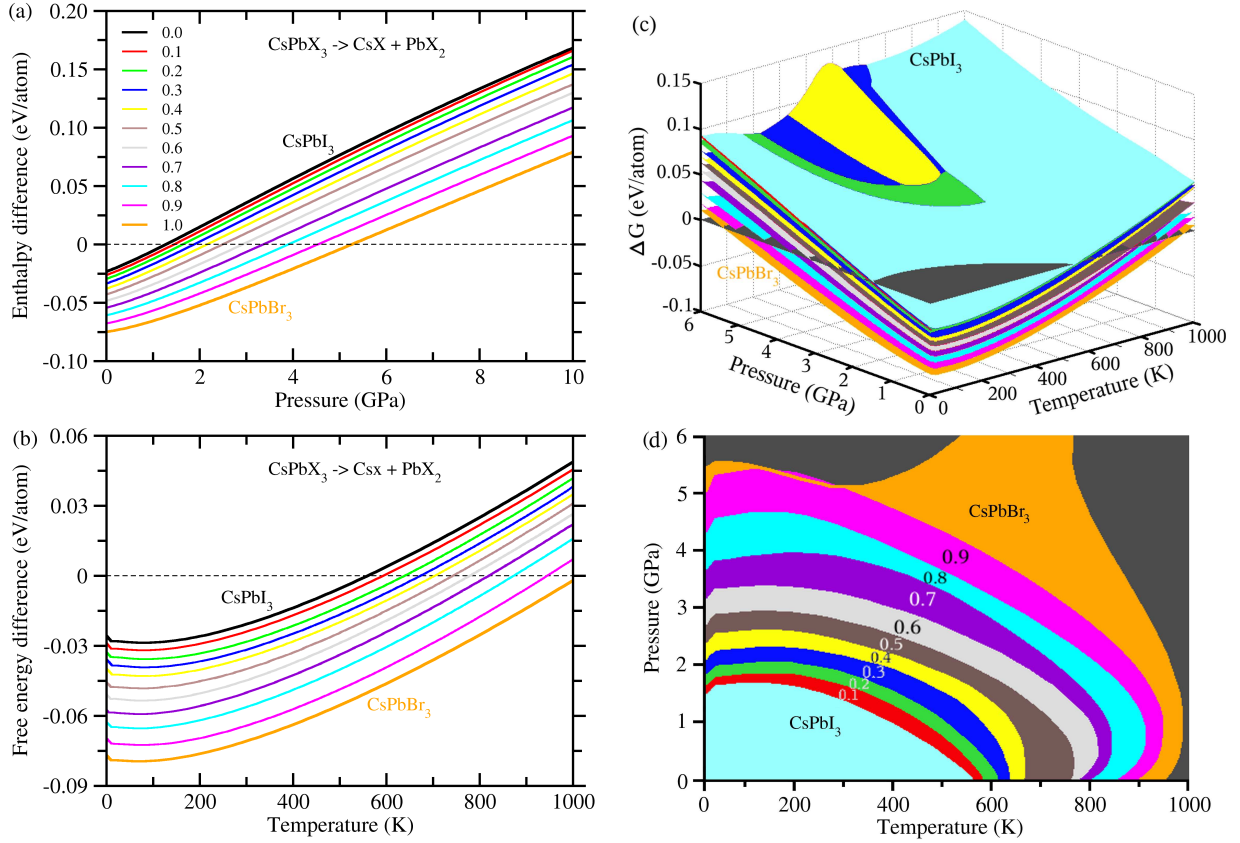 (a)
0.20
0.15
0.10
0.05
0
-0.05
-0.10
Enthalpy difference (eV/atom)
0.0
0.1
0.2
0.3
0.4
0.5
0.6
0.7
0.8
0.9
1.0
CsPbX3 -> CsX + PbX2
CsPbI3
CsPbBr3
0 2 4 6 8 10
Pressure (GPa)
(b)
0.06
0.03
0
-0.03
-0.06
-0.09
Free energy difference (eV/atom)
CsPbX3 -> Csx + PbX2
CsPbI3
CsPbBr3
0 200 400 600 800 1000
Temperature (K)
(c)
CsPbI3
0.15
0.1
0.05
0
-0.05
-0.1
ΔG (eV/atom)
CsPbBr3
6 5 4 3 2 1 0
Pressure (GPa)
0 200 400 600 800 1000
Temperature (K)
(d)
6
5
4
3
2
1
0
Pressure (GPa)
CsPbBr3
0.9
0.8
0.7
0.6
0.5
0.4
0.3
0.2
0.1
CsPbI3
0 200 400 600 800 1000
Temperature (K)